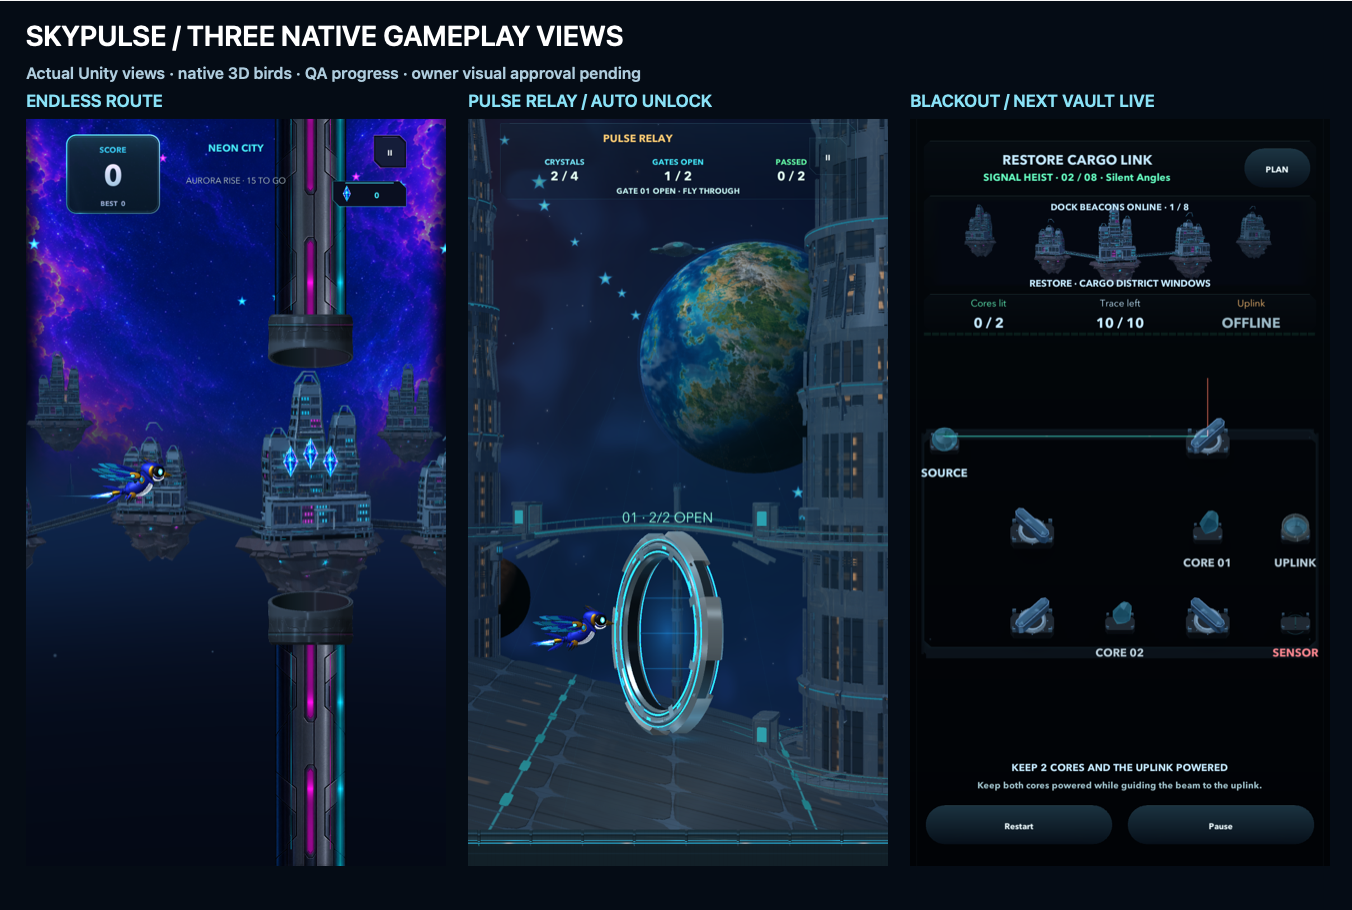 SKYPULSE / THREE NATIVE GAMEPLAY VIEWS
Actual Unity views · native 3D birds · QA progress · owner visual approval pending
ENDLESS ROUTE
SCORE
0
BEST 0
NEON CITY
AURORA RISE · 15 TO GO
0
PULSE RELAY / AUTO UNLOCK
PULSE RELAY
CRYSTALS
2 / 4
GATES OPEN
1 / 2
PASSED
0 / 2
GATE 01 OPEN · FLY THROUGH
01 · 2/2 OPEN
BLACKOUT / NEXT VAULT LIVE
RESTORE CARGO LINK
SIGNAL HEIST · 02 / 08 · Silent Angles
PLAN
DOCK BEACONS ONLINE · 1 / 8
RESTORE · CARGO DISTRICT WINDOWS
Cores lit
0 / 2
Trace left
10 / 10
Uplink
OFFLINE
SOURCE
CORE 01
UPLINK
CORE 02
SENSOR
KEEP 2 CORES AND THE UPLINK POWERED
Keep both cores powered while guiding the beam to the uplink.
Restart
Pause